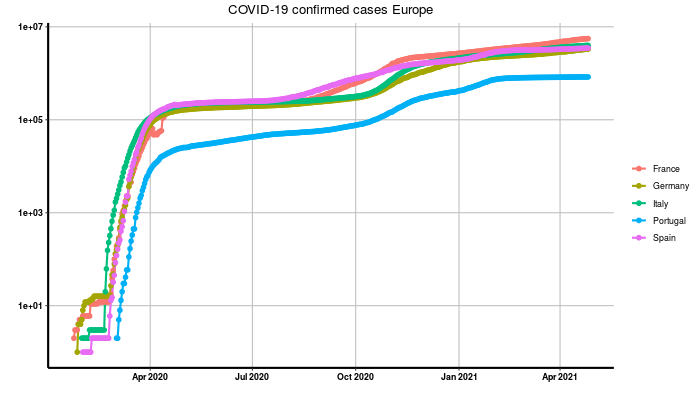 COVID-19 confirmed cases Europe
1e+07
1e+05
1e+03
1e+01
Apr 2020 Jul 2020 Oct 2020 Jan 2021 Apr 2021
France
Germany
Italy
Portugal
Spain